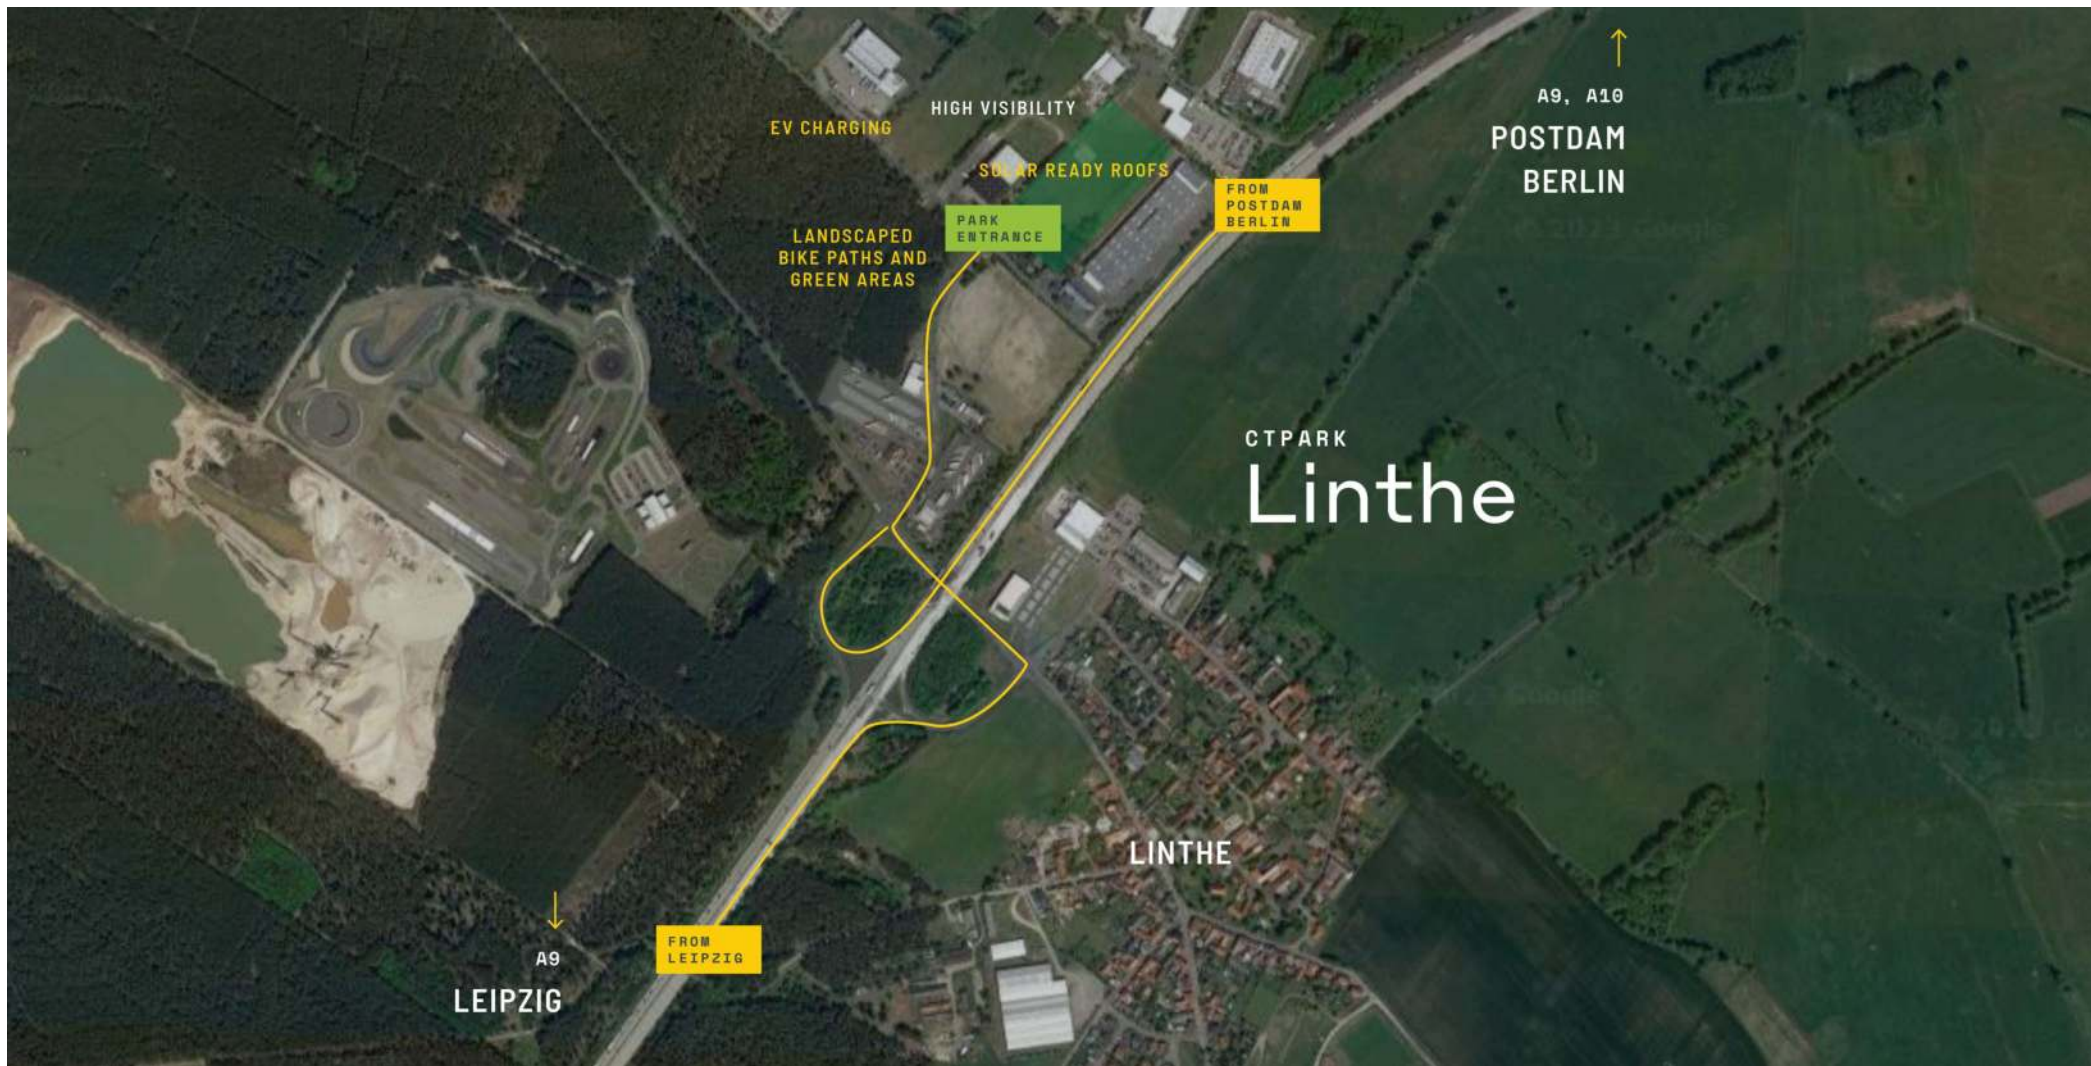 HIGH VISIBILITY
EV CHARGING
SOLAR READY ROOFS
LANDSCAPED
BIKE PATHS AND
GREEN AREAS
PARK
ENTRANCE
FROM
POSTDAM
BERLIN
A9, A10
POSTDAM
BERLIN
CTPARK
Linthe
LINTHE
A9
LEIPZIG
FROM
LEIPZIG